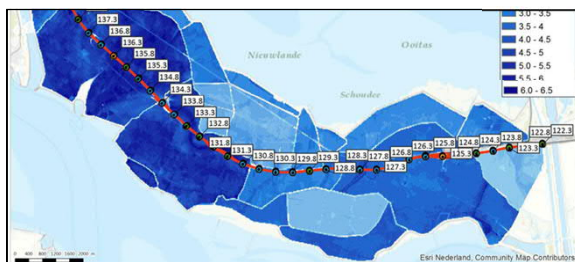 3.0 - 3.5
3.5 - 4
4.0 - 4.5
4.5 - 5
5.0 - 5.5
5.5 - 6
6.0 - 6.5
Nieuwlande
Ovitas
Schoudee
137.3
136.8
136.3
135.8
135.3
134.8
134.3
133.8
133.3
132.8
131.8
131.3
130.8
130.3
129.8
129.3
128.8
128.3
127.8
127.3
126.8
126.3
125.8
125.3
124.8
124.3
123.8
123.3
122.8
122.3
Esri Nederland, Community Map Contributors